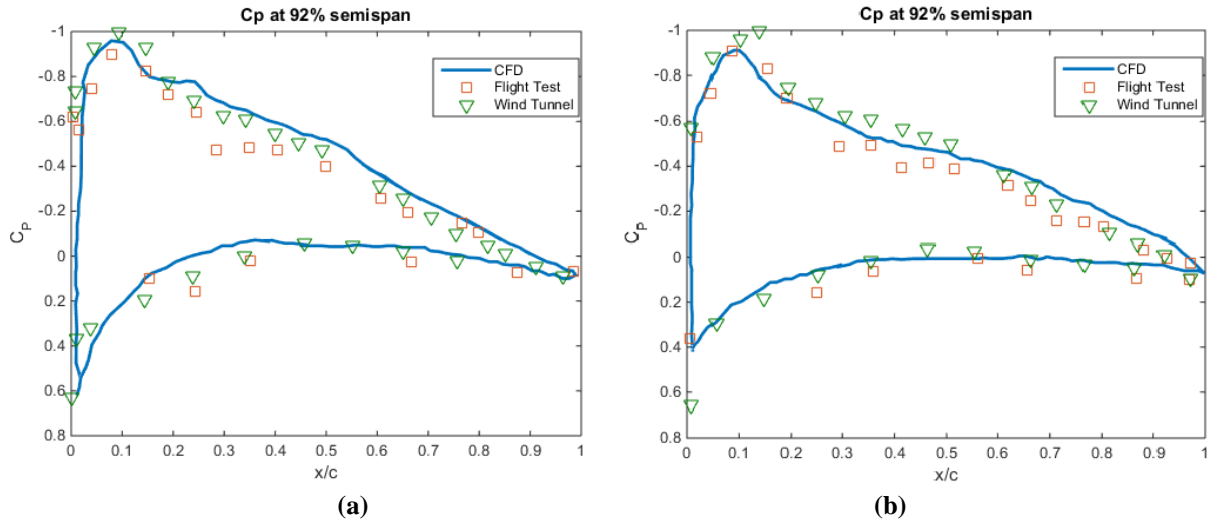 Cp at 92% semispan
-1
-0.8
-0.6
-0.4
-0.2
0
0.2
0.4
0.6
0.8
C_P
0 0.1 0.2 0.3 0.4 0.5 0.6 0.7 0.8 0.9 1
x/c
CFD
Flight Test
Wind Tunnel
(a)
Cp at 92% semispan
-1
-0.8
-0.6
-0.4
-0.2
0
0.2
0.4
0.6
0.8
C_P
0 0.1 0.2 0.3 0.4 0.5 0.6 0.7 0.8 0.9 1
x/c
CFD
Flight Test
Wind Tunnel
(b)